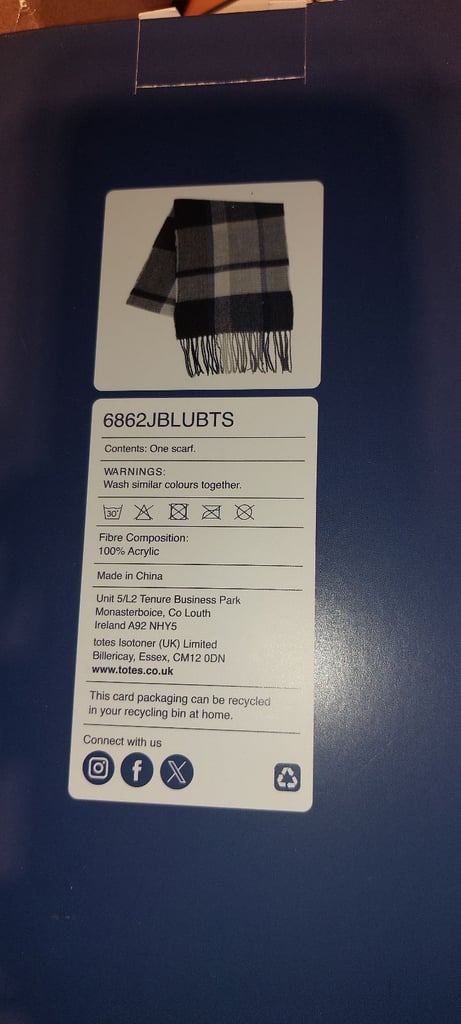 6862JBLUBTS
Contents: One scarf.
WARNINGS:
Wash similar colours together.
30°
Fibre Composition:
100% Acrylic
Made in China
Unit 5/L2 Tenure Business Park
Monasterboice, Co Louth
Ireland A92 NHY5
totes Isotoner (UK) Limited
Billericay, Essex, CM12 0DN
www.totes.co.uk
This card packaging can be recycled
in your recycling bin at home.
Connect with us